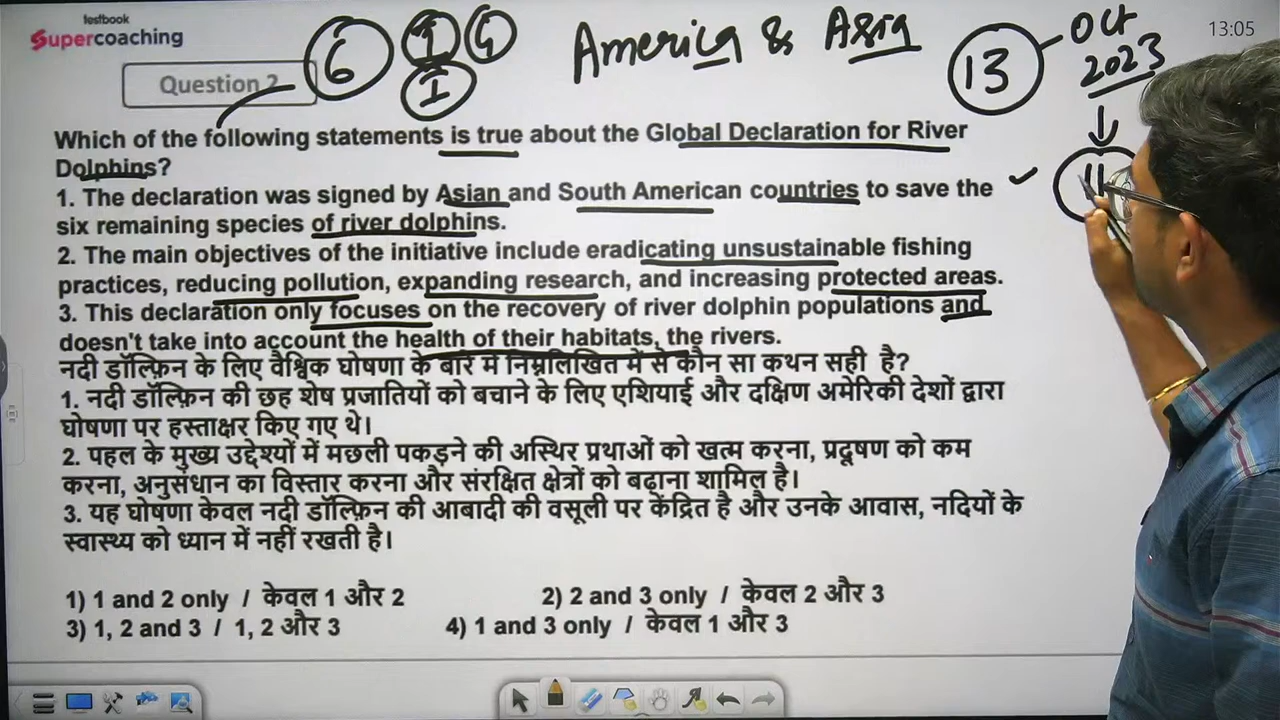 testbook
Supercoaching
Question 2
6
I
America & Asia
13
Oct
2023
13:05
Which of the following statements is true about the Global Declaration for River
Dolphins?
1. The declaration was signed by Asian and South American countries to save the
six remaining species of river dolphins.
2. The main objectives of the initiative include eradicating unsustainable fishing
practices, reducing pollution, expanding research, and increasing protected areas.
3. This declaration only focuses on the recovery of river dolphin populations and
doesn't take into account the health of their habitats, the rivers.
नदी डॉल्फ़िन के लिए वैश्विक घोषणा के बारे में निम्नलिखित में से कौन सा कथन सही है?
1. नदी डॉल्फ़िन की छह शेष प्रजातियों को बचाने के लिए एशियाई और दक्षिण अमेरिकी देशों द्वारा
घोषणा पर हस्ताक्षर किए गए थे।
2. पहल के मुख्य उद्देश्यों में मछली पकड़ने की अस्थिर प्रथाओं को खत्म करना, प्रदूषण को कम
करना, अनुसंधान का विस्तार करना और संरक्षित क्षेत्रों को बढ़ाना शामिल है।
3. यह घोषणा केवल नदी डॉल्फ़िन की आबादी की वसूली पर केंद्रित है और उनके आवास, नदियों के
स्वास्थ्य को ध्यान में नहीं रखती है।
1) 1 and 2 only / केवल 1 और 2
2) 2 and 3 only / केवल 2 और 3
3) 1, 2 and 3 / 1, 2 और 3
4) 1 and 3 only / केवल 1 और 3